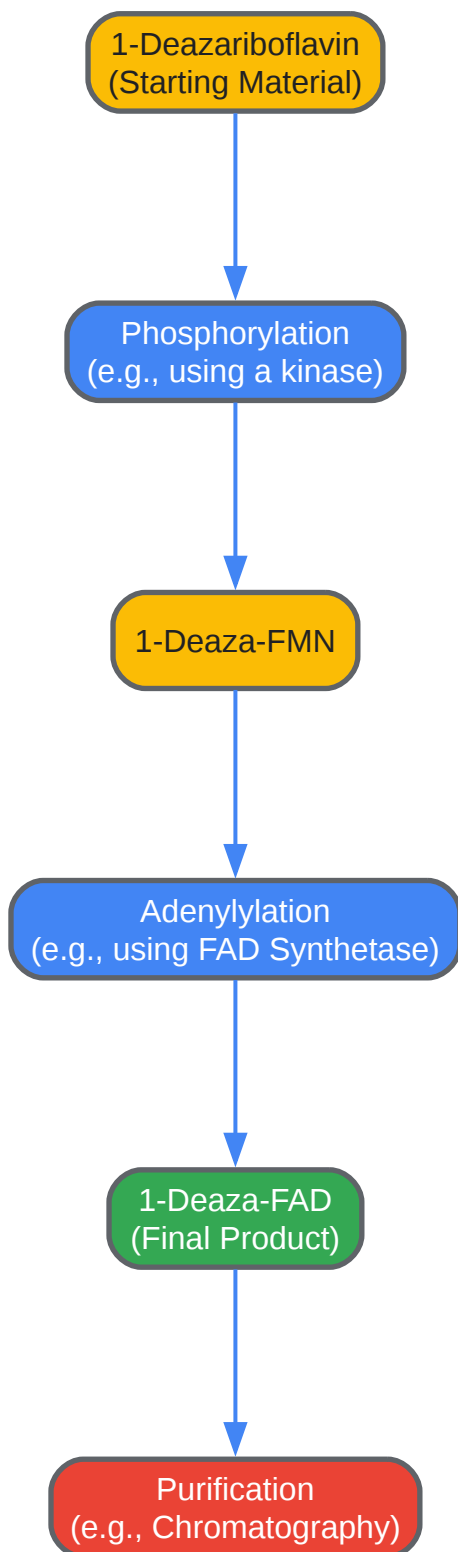 1-Deazariboflavin
(Starting Material)
Phosphorylation
(e.g., using a kinase)
1-Deaza-FMN
Adenylylation
(e.g., using FAD Synthetase)
1-Deaza-FAD
(Final Product)
Purification
(e.g., Chromatography)